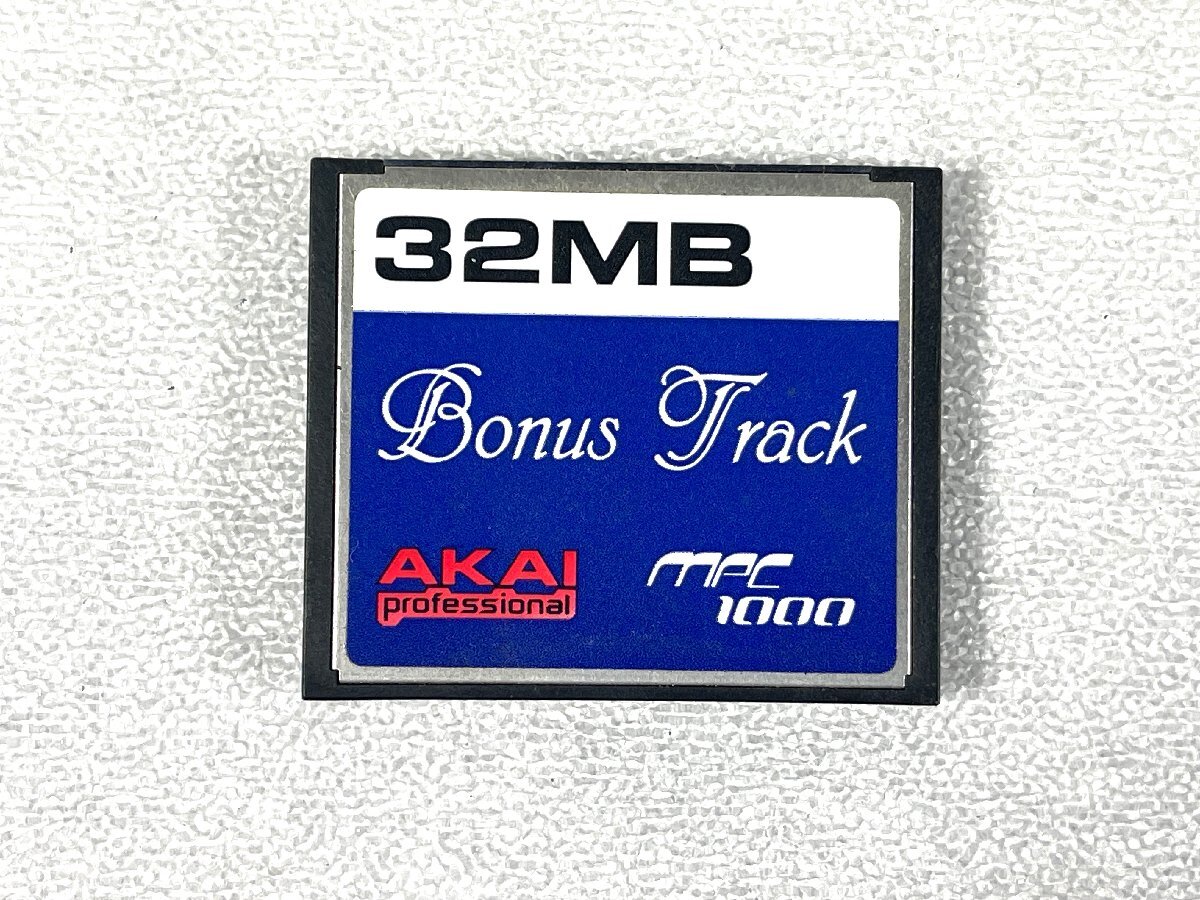 32MB
Bonus Track
AKAI
professional
MPC
1000